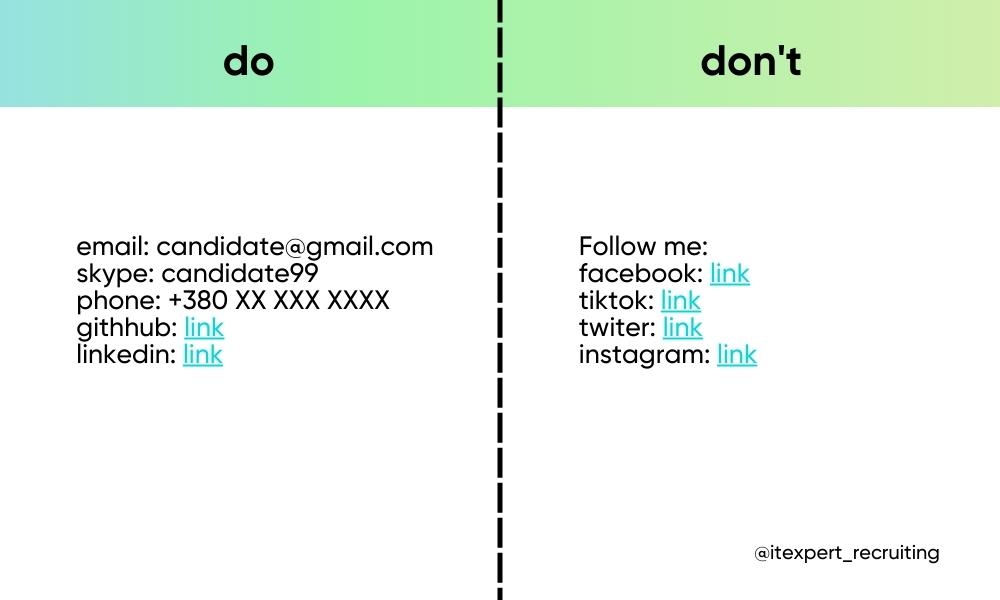 do
don't
email: candidate@gmail.com
skype: candidate99
phone: +380 XX XXX XXXX
githhub: link
linkedin: link
Follow me:
facebook: link
tiktok: link
twiter: link
instagram: link
@itexpert_recruiting